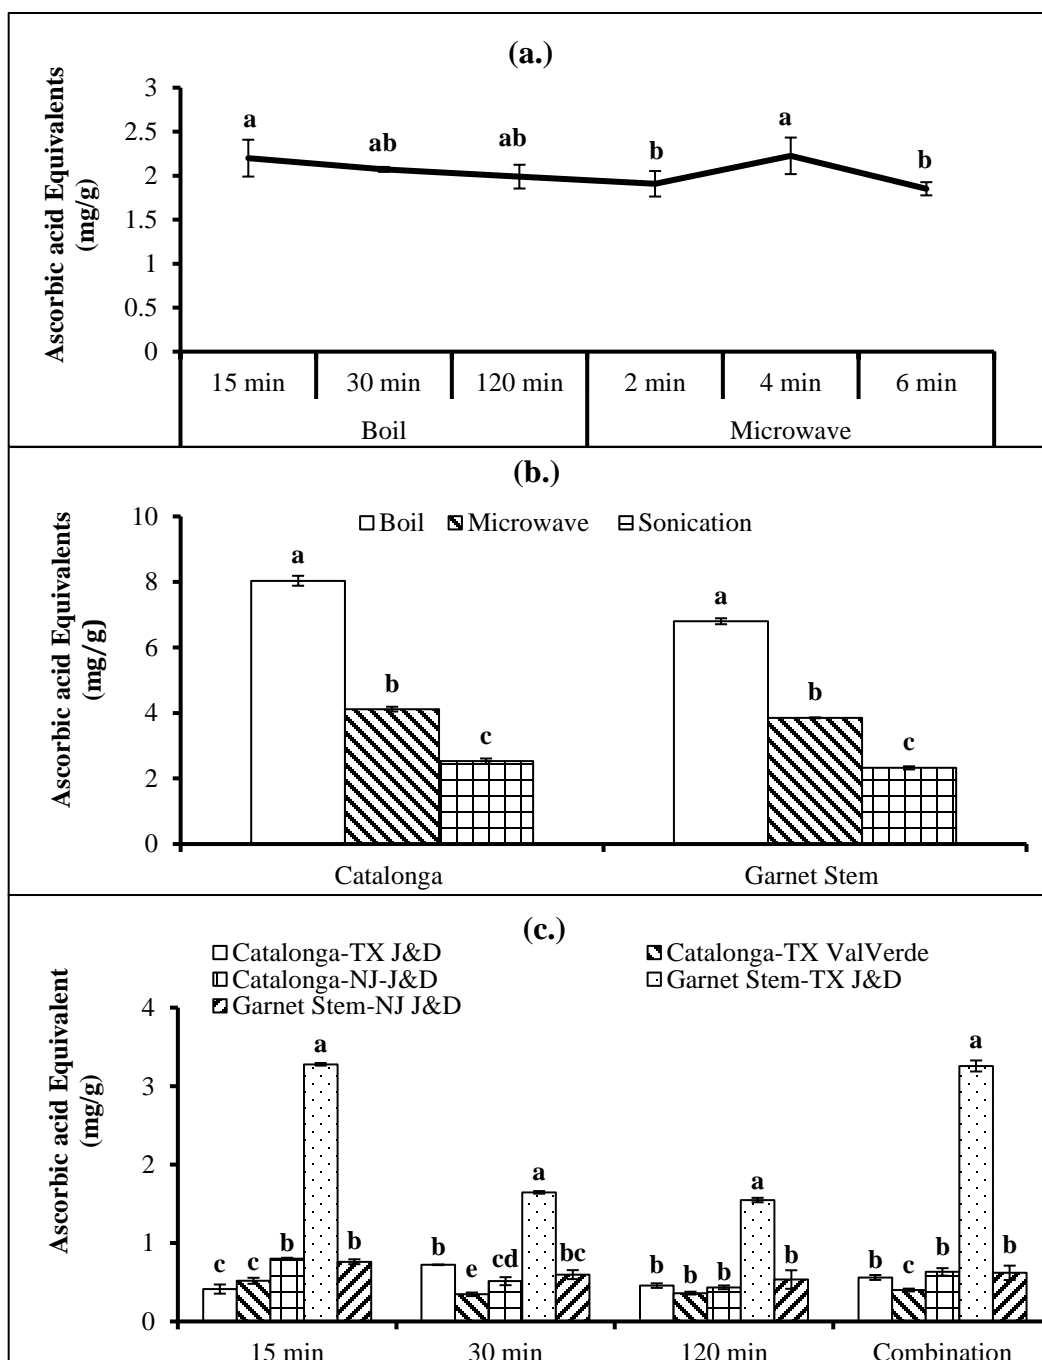 (a.)
Ascorbic acid Equivalents
(mg/g)
3
2.5
2
1.5
1
0.5
0
a
ab
ab
b
a
b
15 min
30 min
120 min
2 min
4 min
6 min
Boil
Microwave
(b.)
Ascorbic acid Equivalents
(mg/g)
10
8
6
4
2
0
Boil
Microwave
Sonication
a
b
c
a
b
c
Catalonga
Garnet Stem
(c.)
Catalonga-TX J&D
Catalonga-TX ValVerde
Catalonga-NJ-J&D
Garnet Stem-TX J&D
Garnet Stem-NJ J&D
Ascorbic acid Equivalent
(mg/g)
4
3
2
1
0
c
c
b
a
b
b
e
cd
a
bc
b
b
b
a
b
b
c
b
a
b
15 min
30 min
120 min
Combination